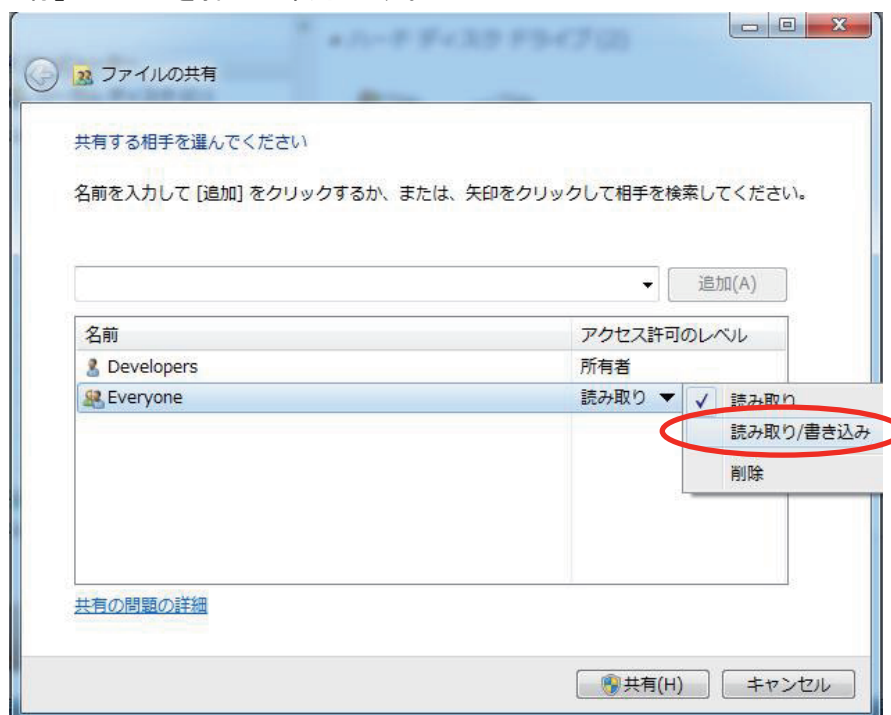 ファイルの共有
共有する相手を選んでください
名前を入力して [追加] をクリックするか、または、矢印をクリックして相手を検索してください。
追加(A)
名前 アクセス許可のレベル
Developers 所有者
Everyone 読み取り ▼ ✓ 読み取り
読み取り/書き込み
削除
共有の問題の詳細
共有(H) キャンセル